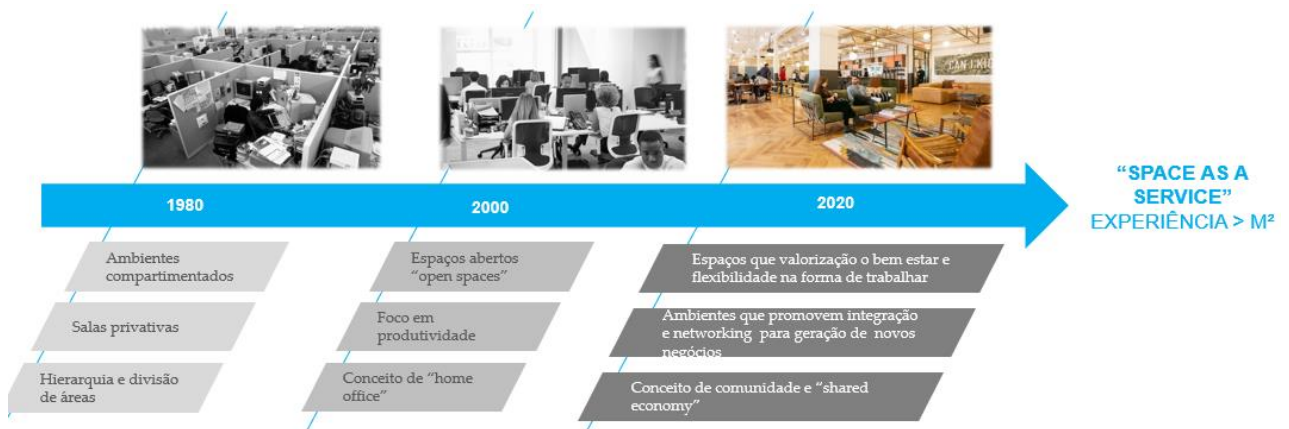 1980
2000
2020
"SPACE AS A
SERVICE"
EXPERIÊNCIA > M²
Ambientes
compartimentados
Salas privativas
Hierarquia e divisão
de áreas
Espaços abertos
"open spaces"
Foco em
produtividade
Conceito de "home
office"
Espaços que valorização o bem estar e
flexibilidade na forma de trabalhar
Ambientes que promovem integração
e networking para geração de novos
negócios
Conceito de comunidade e "shared
economy"